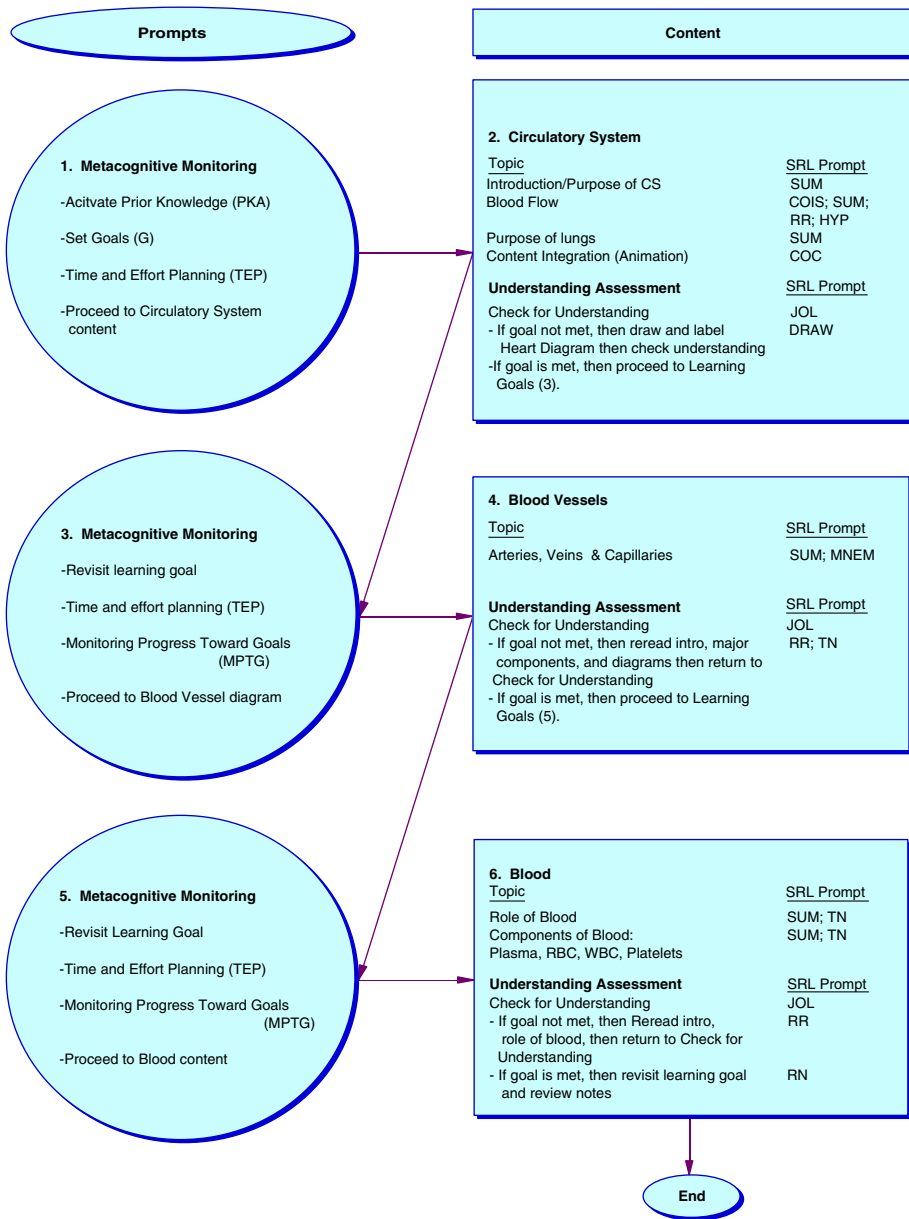 Prompts
Content
1. Metacognitive Monitoring
-Acitvate Prior Knowledge (PKA)
-Set Goals (G)
-Time and Effort Planning (TEP)
-Proceed to Circulatory System
content
2. Circulatory System
Topic SRL Prompt
Introduction/Purpose of CS SUM
Blood Flow COIS; SUM;
RR; HYP
Purpose of lungs SUM
Content Integration (Animation) COC
Understanding Assessment SRL Prompt
Check for Understanding JOL
- If goal not met, then draw and label DRAW
Heart Diagram then check understanding
-If goal is met, then proceed to Learning
Goals (3).
3. Metacognitive Monitoring
-Revisit learning goal
-Time and effort planning (TEP)
-Monitoring Progress Toward Goals
(MPTG)
-Proceed to Blood Vessel diagram
4. Blood Vessels
Topic SRL Prompt
Arteries, Veins & Capillaries SUM; MNEM
Understanding Assessment SRL Prompt
Check for Understanding JOL
- If goal not met, then reread intro, major RR; TN
components, and diagrams then return to
Check for Understanding
- If goal is met, then proceed to Learning
Goals (5).
5. Metacognitive Monitoring
-Revisit Learning Goal
-Time and Effort Planning (TEP)
-Monitoring Progress Toward Goals
(MPTG)
-Proceed to Blood content
6. Blood
Topic SRL Prompt
Role of Blood SUM; TN
Components of Blood: SUM; TN
Plasma, RBC, WBC, Platelets
Understanding Assessment SRL Prompt
Check for Understanding JOL
- If goal not met, then Reread intro, RR
role of blood, then return to Check for
Understanding
- If goal is met, then revisit learning goal RN
and review notes
End